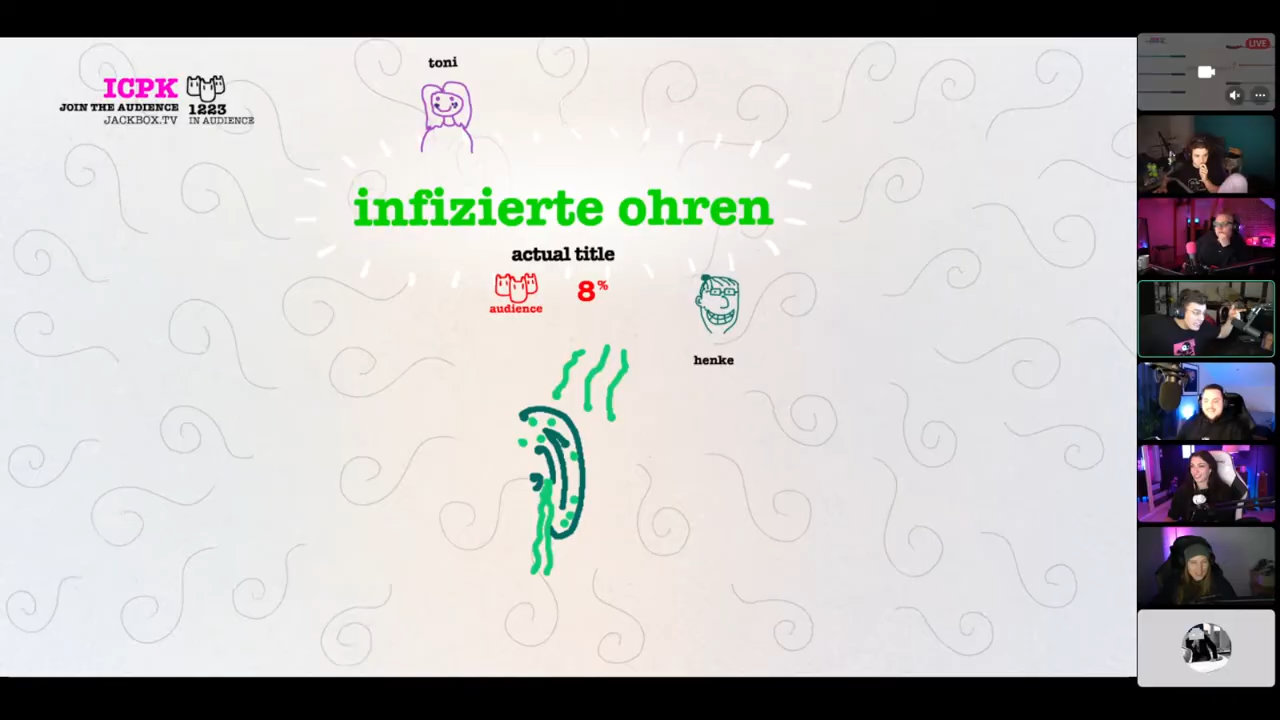 toni
ICPK
JOIN THE AUDIENCE
JACKBOX.TV
1223
IN AUDIENCE
infizierte ohren
actual title
audience
8%
henke
LIVE